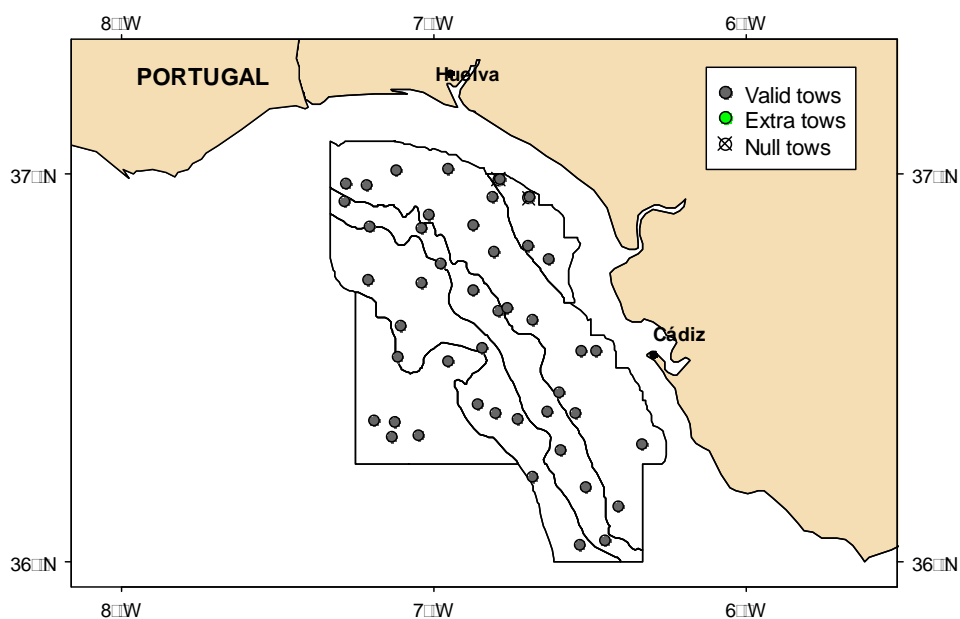 8□□W 7□□W 6□□W
PORTUGAL
Huelva
Valid tows
Extra tows
Null tows
37□□N 37□□N
Cádiz
36□□N 36□□N
8□□W 7□□W 6□□W